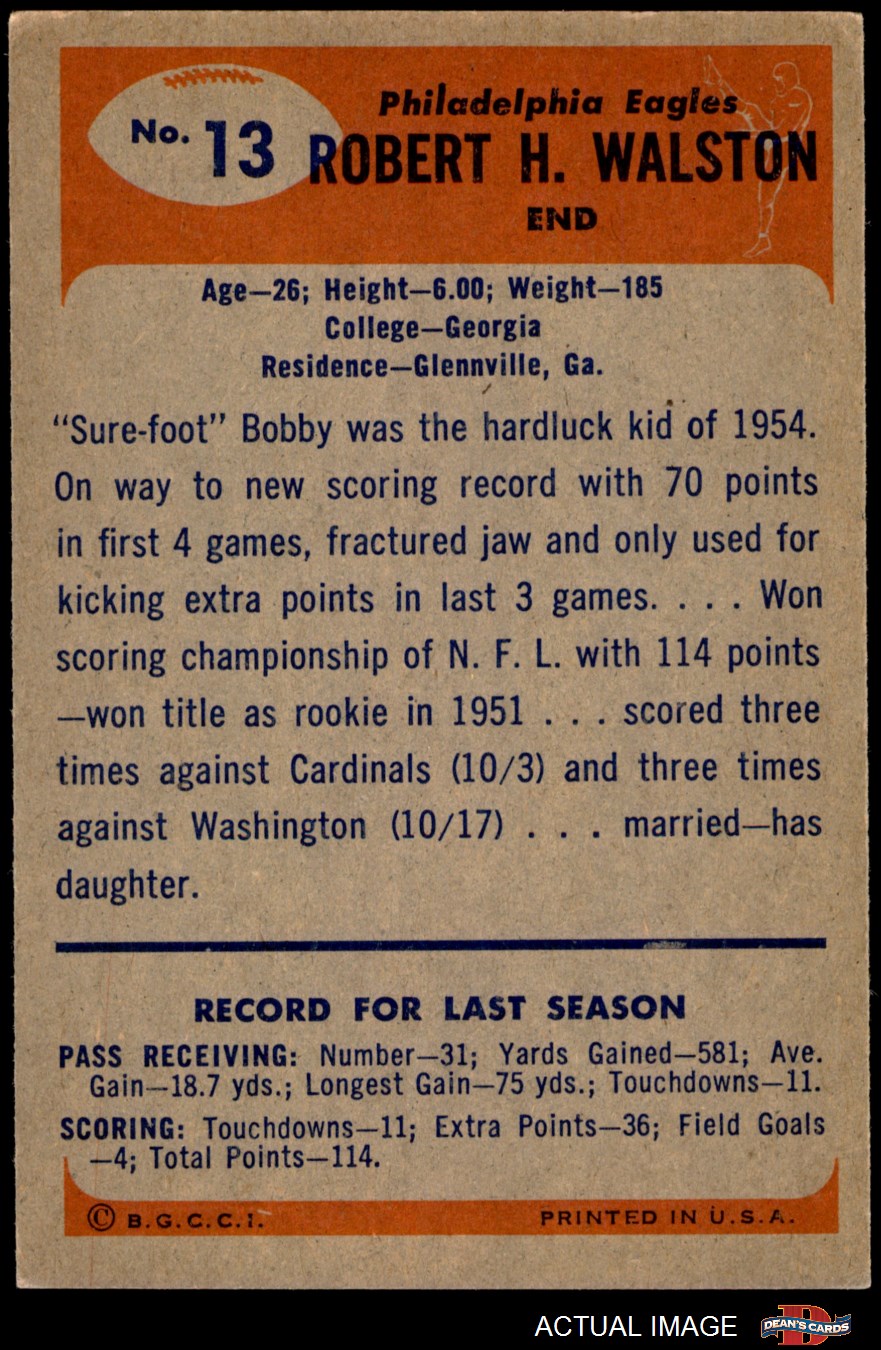 No. 13
Philadelphia Eagles
ROBERT H. WALSTON
END
Age—26; Height—6.00; Weight—185
College—Georgia
Residence—Glennville, Ga.
"Sure-foot" Bobby was the hardluck kid of 1954.
On way to new scoring record with 70 points
in first 4 games, fractured jaw and only used for
kicking extra points in last 3 games. . . . Won
scoring championship of N. F. L. with 114 points
—won title as rookie in 1951 . . . scored three
times against Cardinals (10/3) and three times
against Washington (10/17) . . . married—has
daughter.
RECORD FOR LAST SEASON
PASS RECEIVING: Number—31; Yards Gained—581; Ave.
Gain—18.7 yds.; Longest Gain—75 yds.; Touchdowns—11.
SCORING: Touchdowns—11; Extra Points—36; Field Goals
—4; Total Points—114.
© B.G.C.C.I. PRINTED IN U.S.A.
ACTUAL IMAGE
D
DEAN'S CARDS